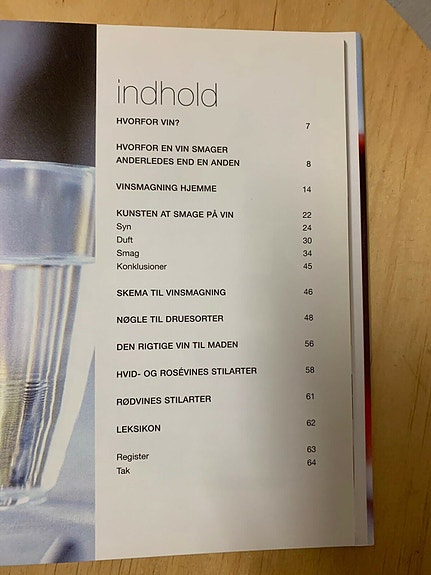 indhold
HVORFOR VIN? 7
HVORFOR EN VIN SMAGER
ANDERLEDES END EN ANDEN 8
VINSMAGNING HJEMME 14
KUNSTEN AT SMAGE PÅ VIN 22
Syn 24
Duft 30
Smag 34
Konklusioner 45
SKEMA TIL VINSMAGNING 46
NØGLE TIL DRUESORTER 48
DEN RIGTIGE VIN TIL MADEN 56
HVID- OG ROSÉVINES STILARTER 58
RØDVINES STILARTER 61
LEKSIKON 62
Register 63
Tak 64